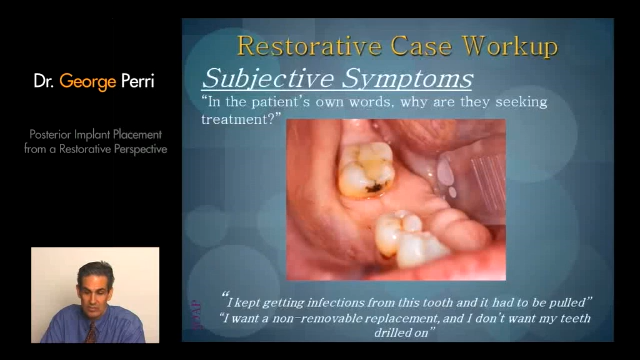 Dr. George Perri
Posterior Implant Placement
from a Restorative Perspective
Restorative Case Workup
Subjective Symptoms
“In the patient's own words, why are they seeking
treatment?”
“I kept getting infections from this tooth and it had to be pulled”
“I want a non-removable replacement, and I don't want my teeth
drilled on”
SOAP